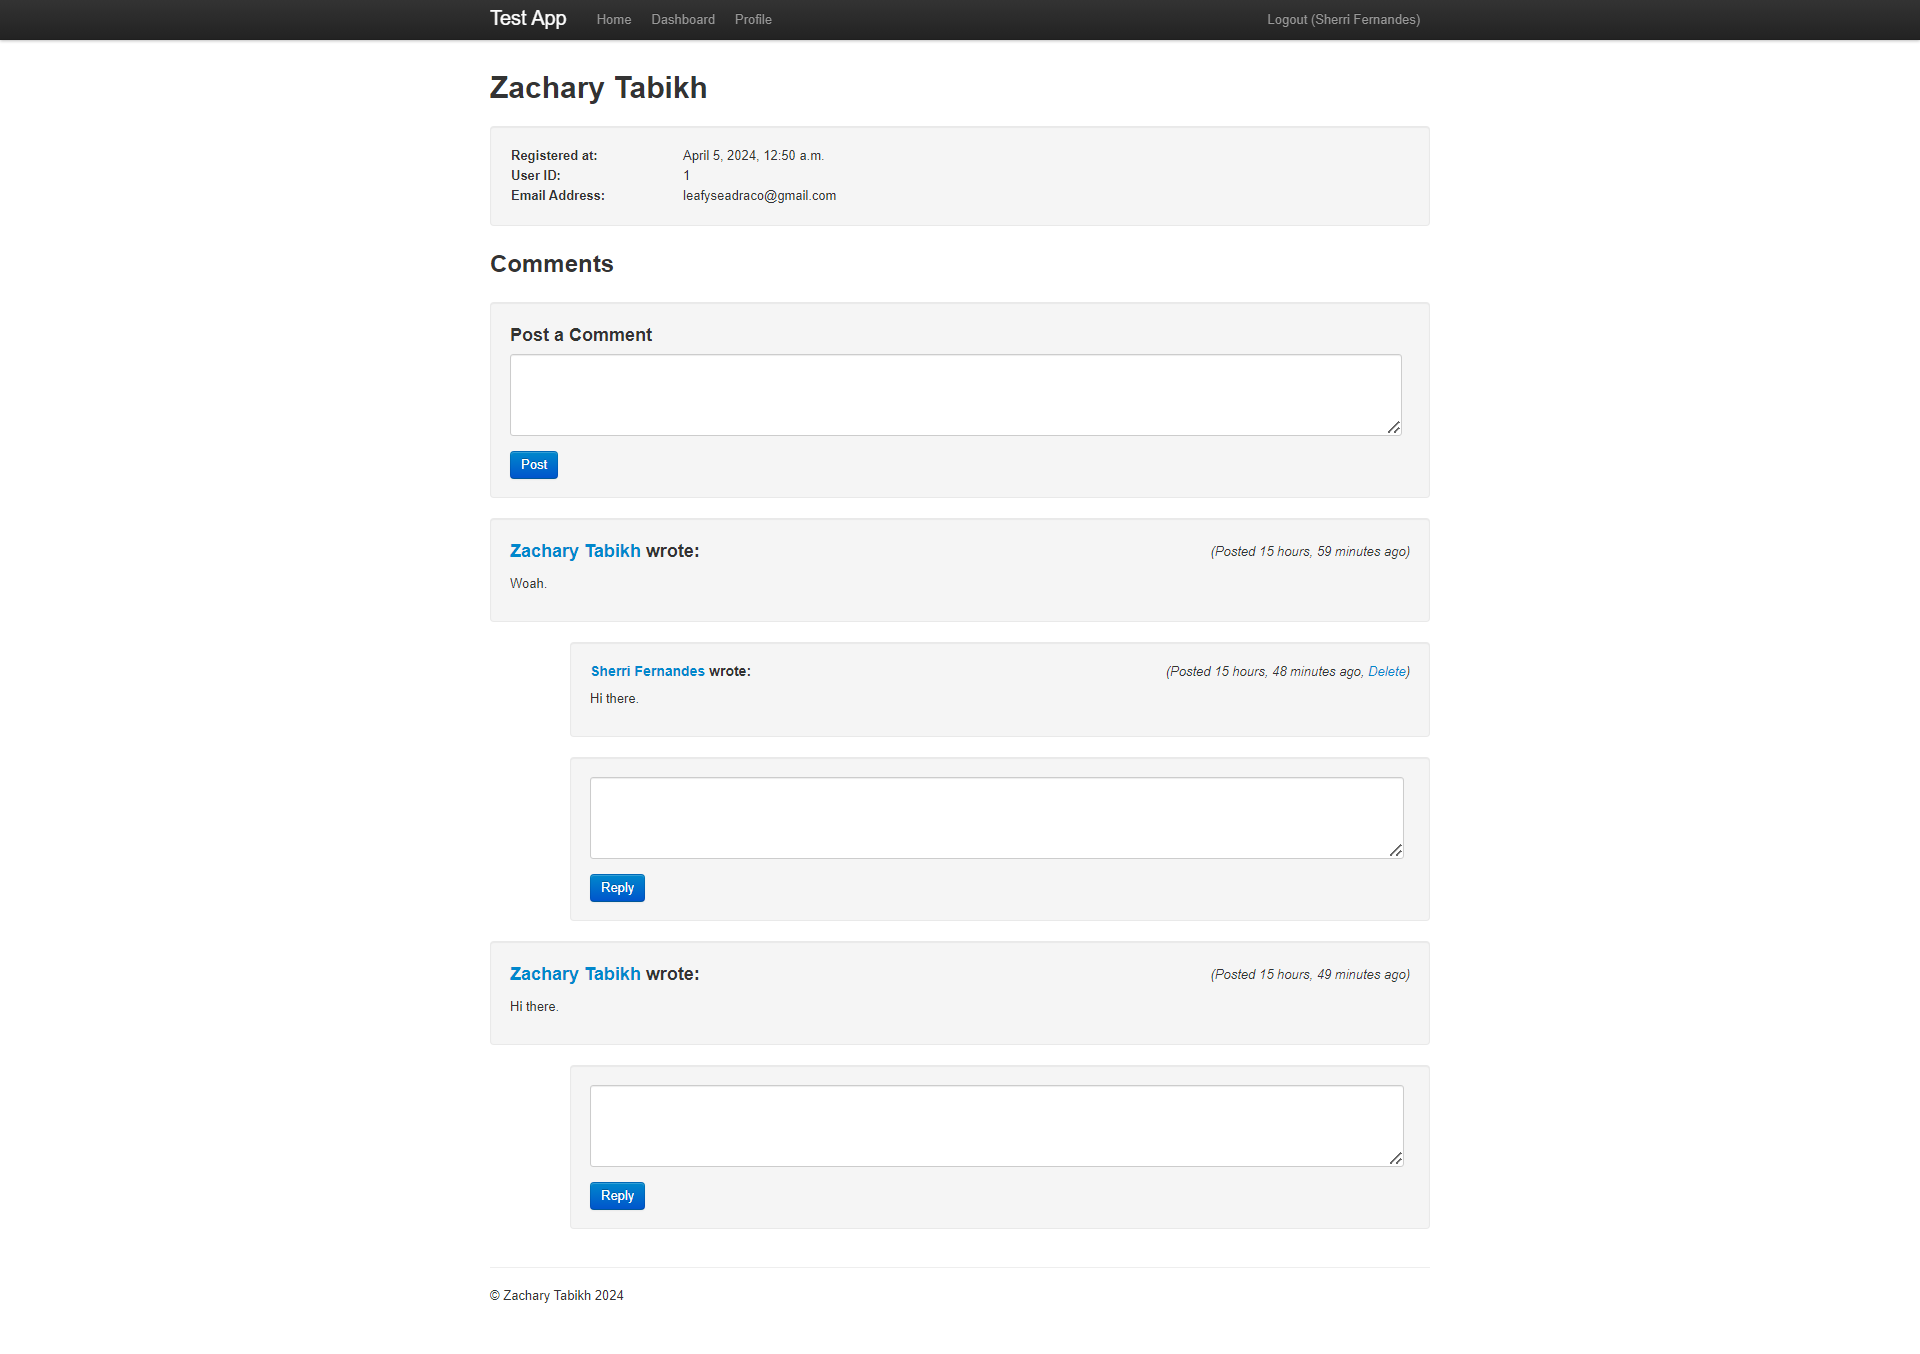 Test App Home Dashboard Profile Logout (Sherri Fernandes)
Zachary Tabikh
Registered at: April 5, 2024, 12:50 a.m.
User ID: 1
Email Address: leafyseadraco@gmail.com
Comments
Post a Comment
Post
Zachary Tabikh wrote: (Posted 15 hours, 59 minutes ago)
Woah.
Sherri Fernandes wrote: (Posted 15 hours, 48 minutes ago, Delete)
Hi there.
Reply
Zachary Tabikh wrote: (Posted 15 hours, 49 minutes ago)
Hi there.
Reply
© Zachary Tabikh 2024